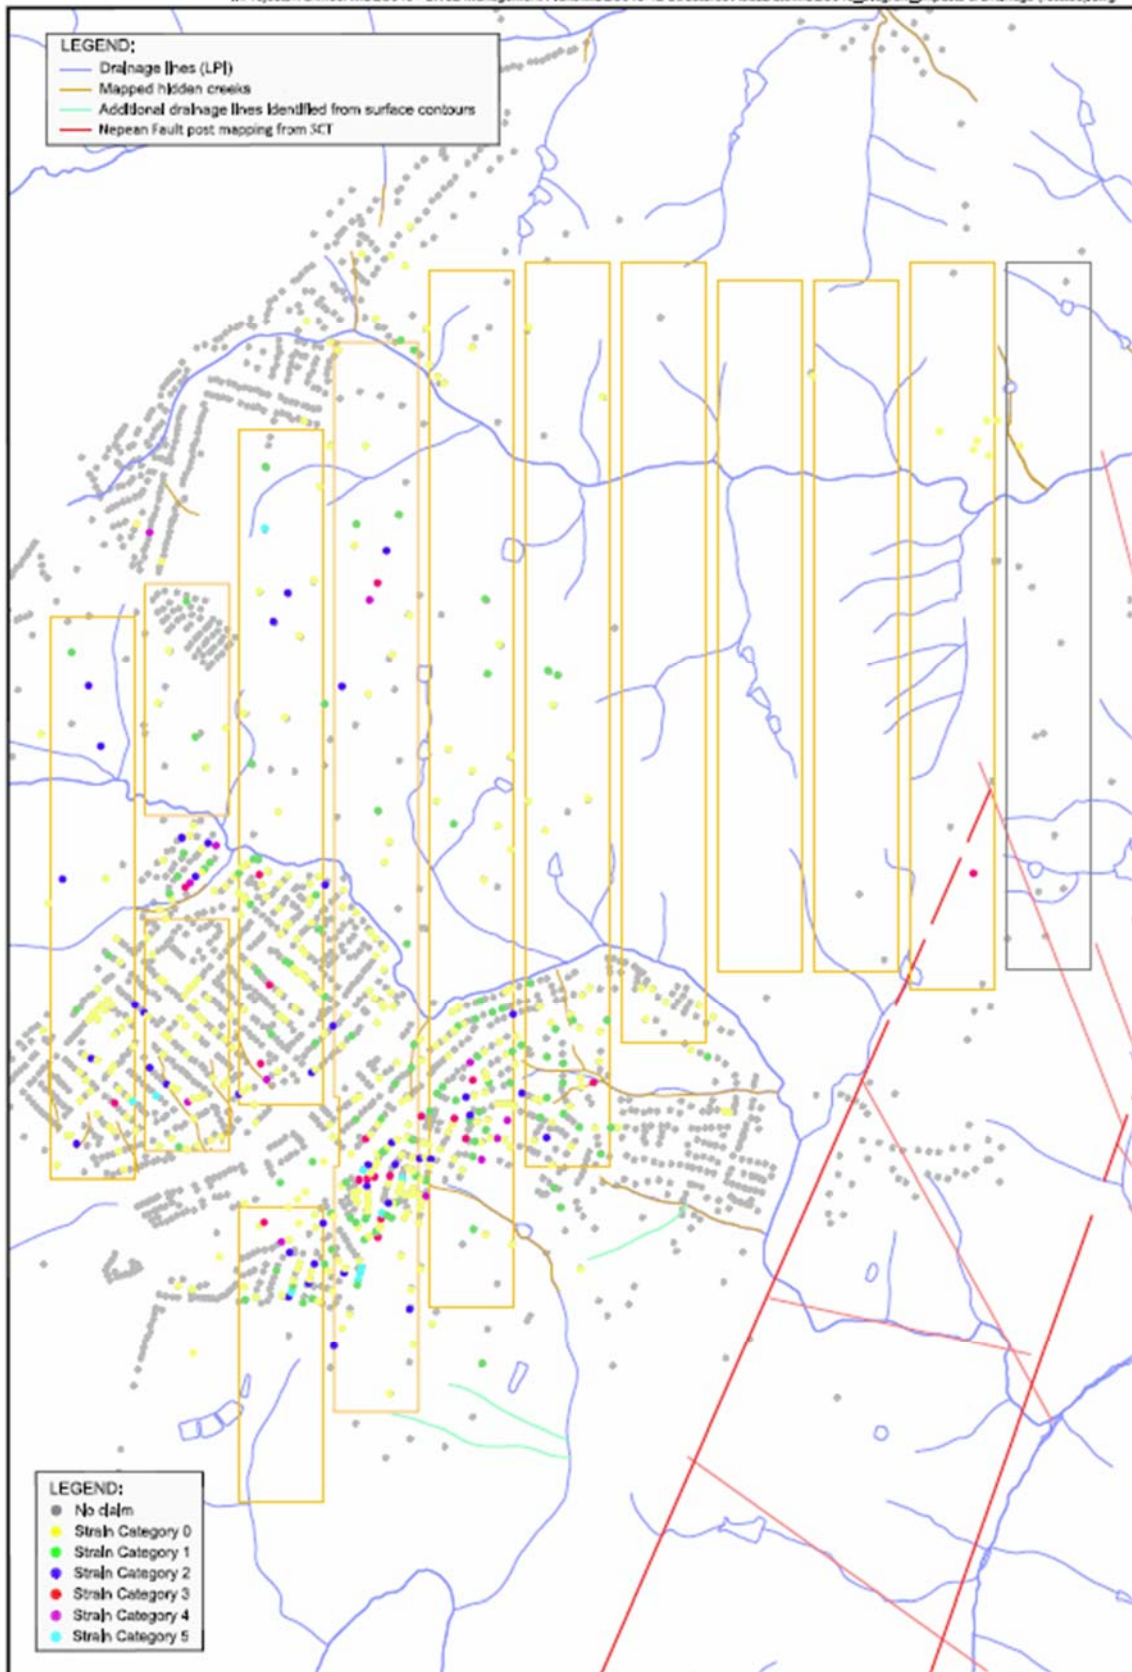 LEGEND:
Drainage lines (LPI)
Mapped hidden creeks
Additional drainage lines identified from surface contours
Nepean Fault post mapping from SCT
LEGEND:
No claim
Strain Category 0
Strain Category 1
Strain Category 2
Strain Category 3
Strain Category 4
Strain Category 5